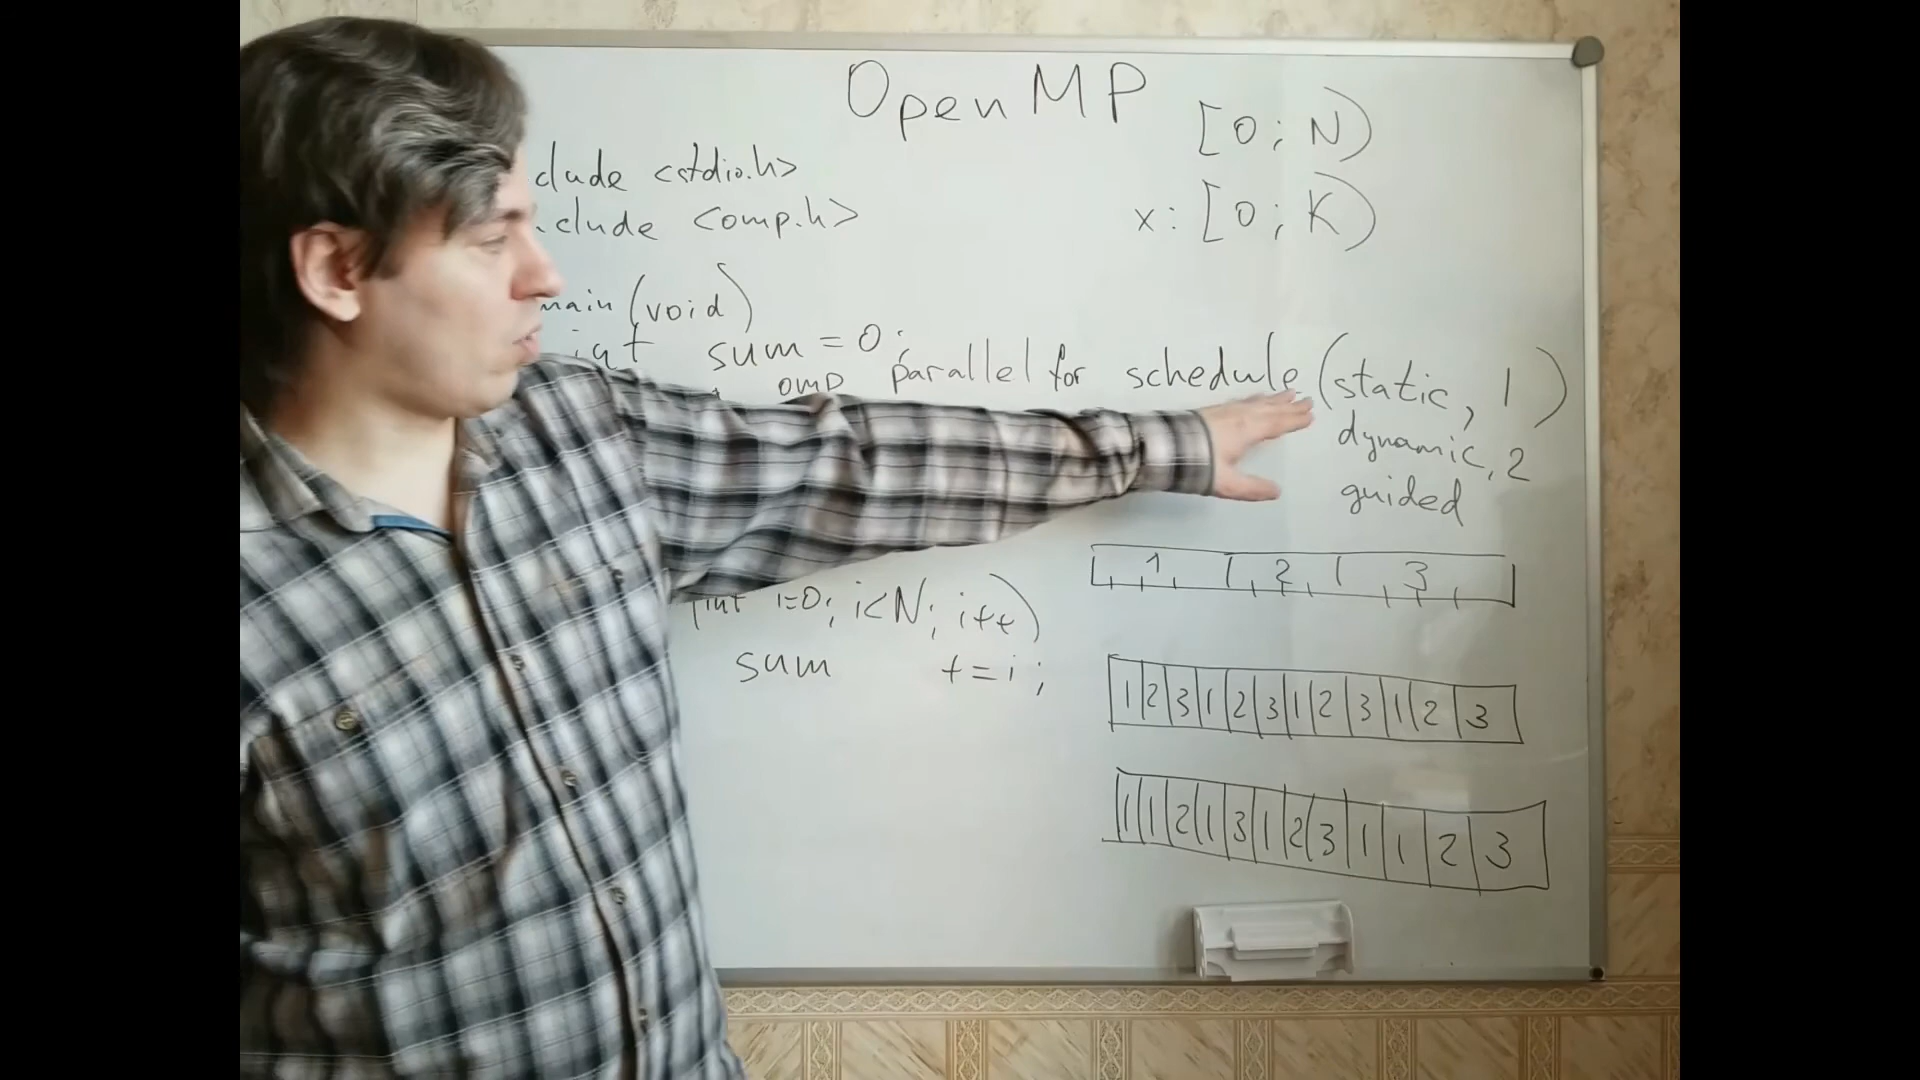 OpenMP
[0; N)
clude <stdio.h>
x: [0; K)
clude <omp.h>
main (void)
int sum = 0;
omp parallel for schedule (static, 1)
dynamic, 2
guided
1 2 3
(int i=0; i<N; i++)
sum += i;
1 2 3 1 2 3 1 2 3 1 2 3
1 1 2 1 3 1 2 3 1 1 2 3